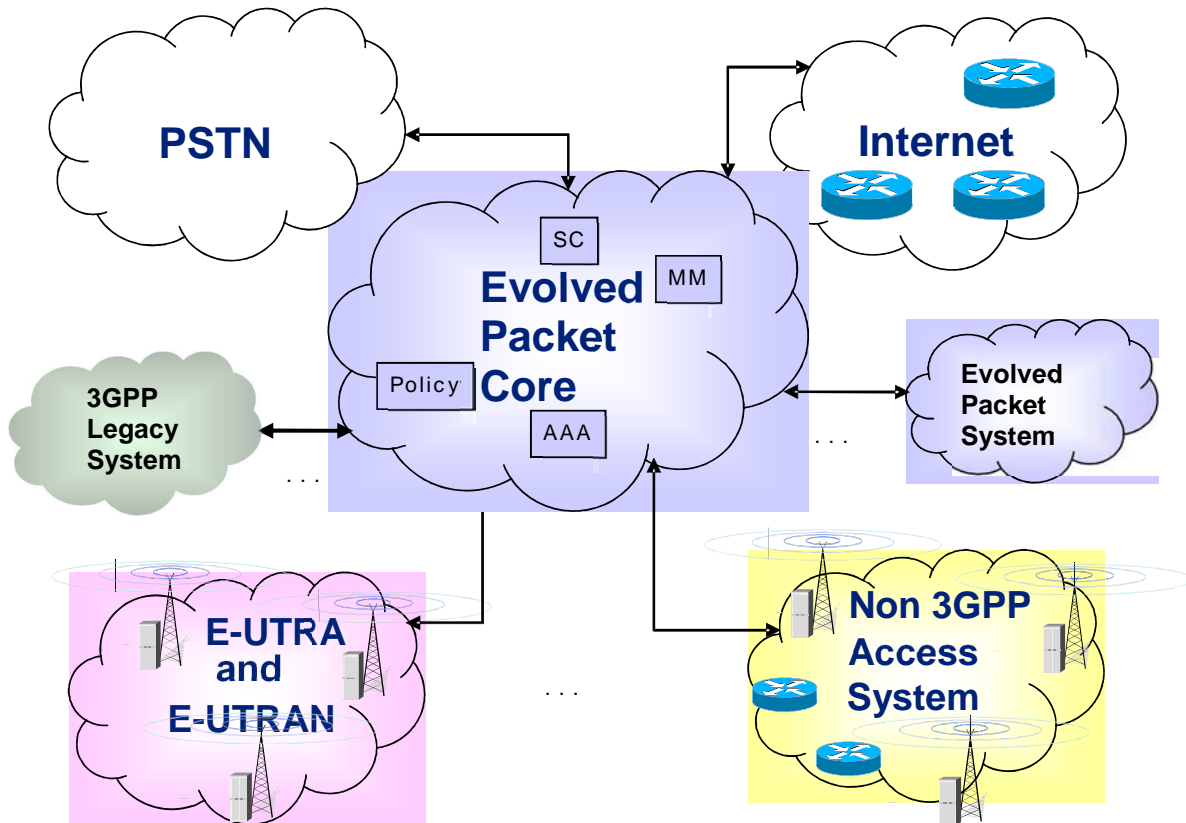 PSTN
Internet
SC
MM
Evolved
Packet
Core
Policy
AAA
3GPP
Legacy
System
Evolved
Packet
System
. . .
. . .
E-UTRA
and
E-UTRAN
. . .
Non 3GPP
Access
System